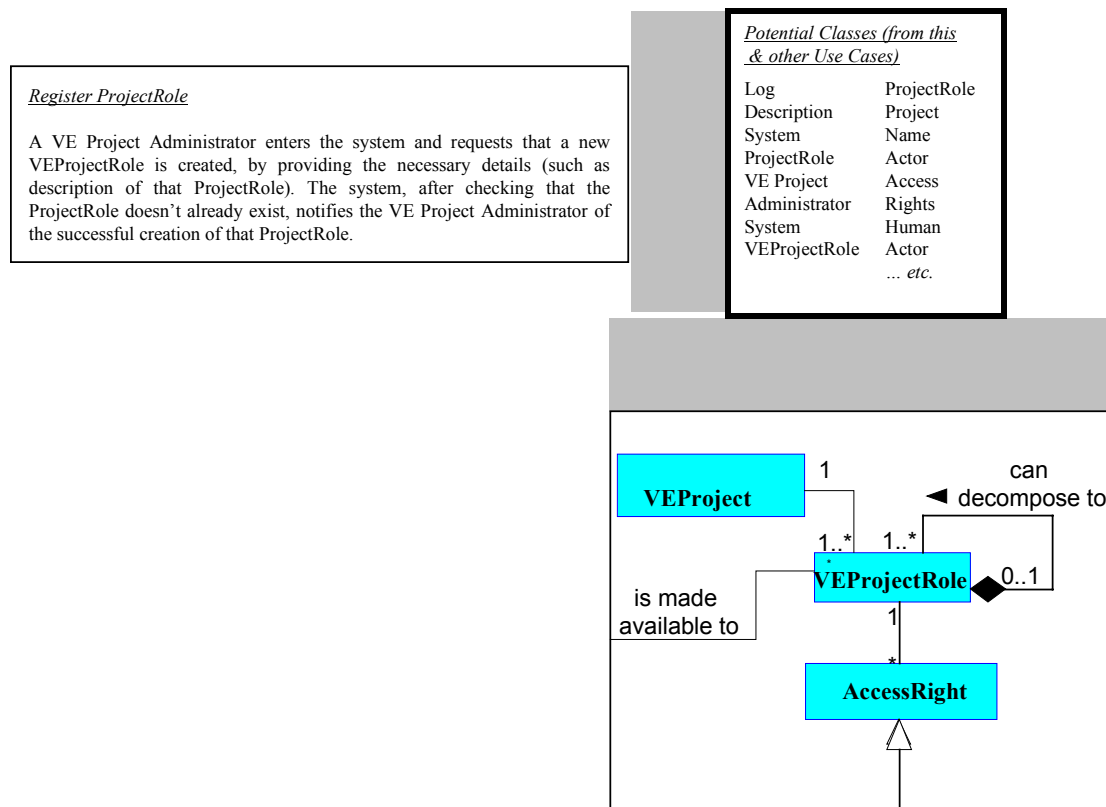 Register ProjectRole
A VE Project Administrator enters the system and requests that a new
VEProjectRole is created, by providing the necessary details (such as
description of that ProjectRole). The system, after checking that the
ProjectRole doesn't already exist, notifies the VE Project Administrator of
the successful creation of that ProjectRole.
Potential Classes (from this
& other Use Cases)
Log
Description
System
ProjectRole
VE Project
Administrator
System
VEProjectRole
ProjectRole
Project
Name
Actor
Access
Rights
Human
Actor
... etc.
VEProject
1
can
decompose to
1..*
1..*
VEProjectRole
0..1
is made
available to
1
*
AccessRight